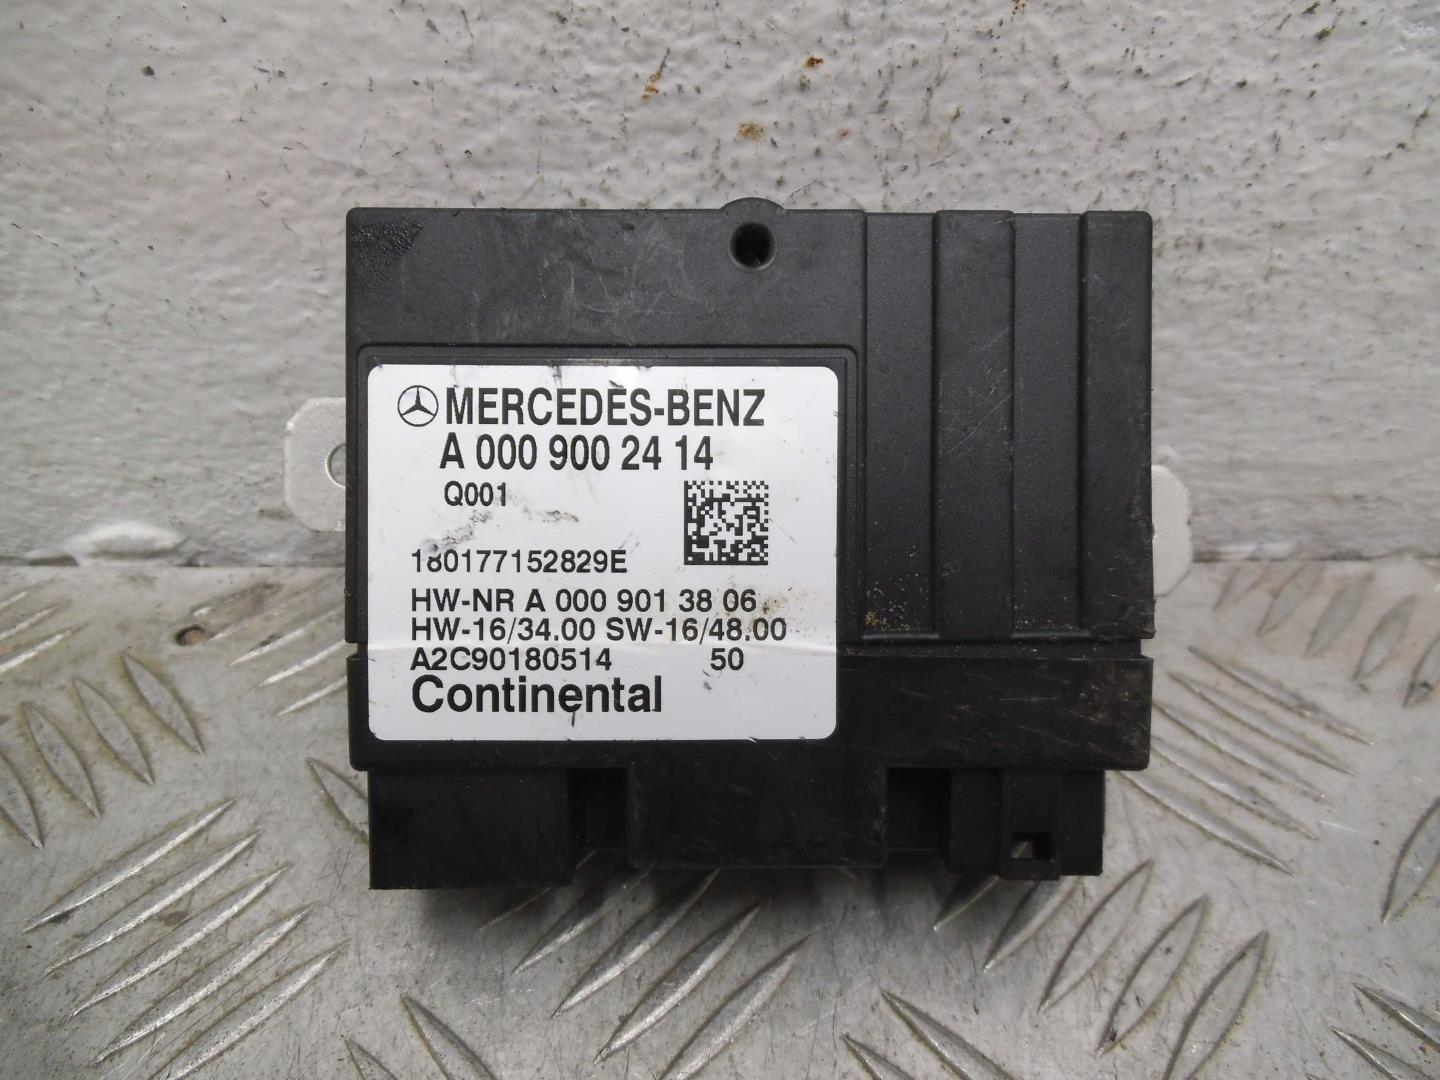 MERCEDES-BENZ
A 000 900 24 14
Q001
180177152829E
HW-NR A 000 901 38 06
HW-16/34.00 SW-16/48.00
A2C90180514 50
Continental